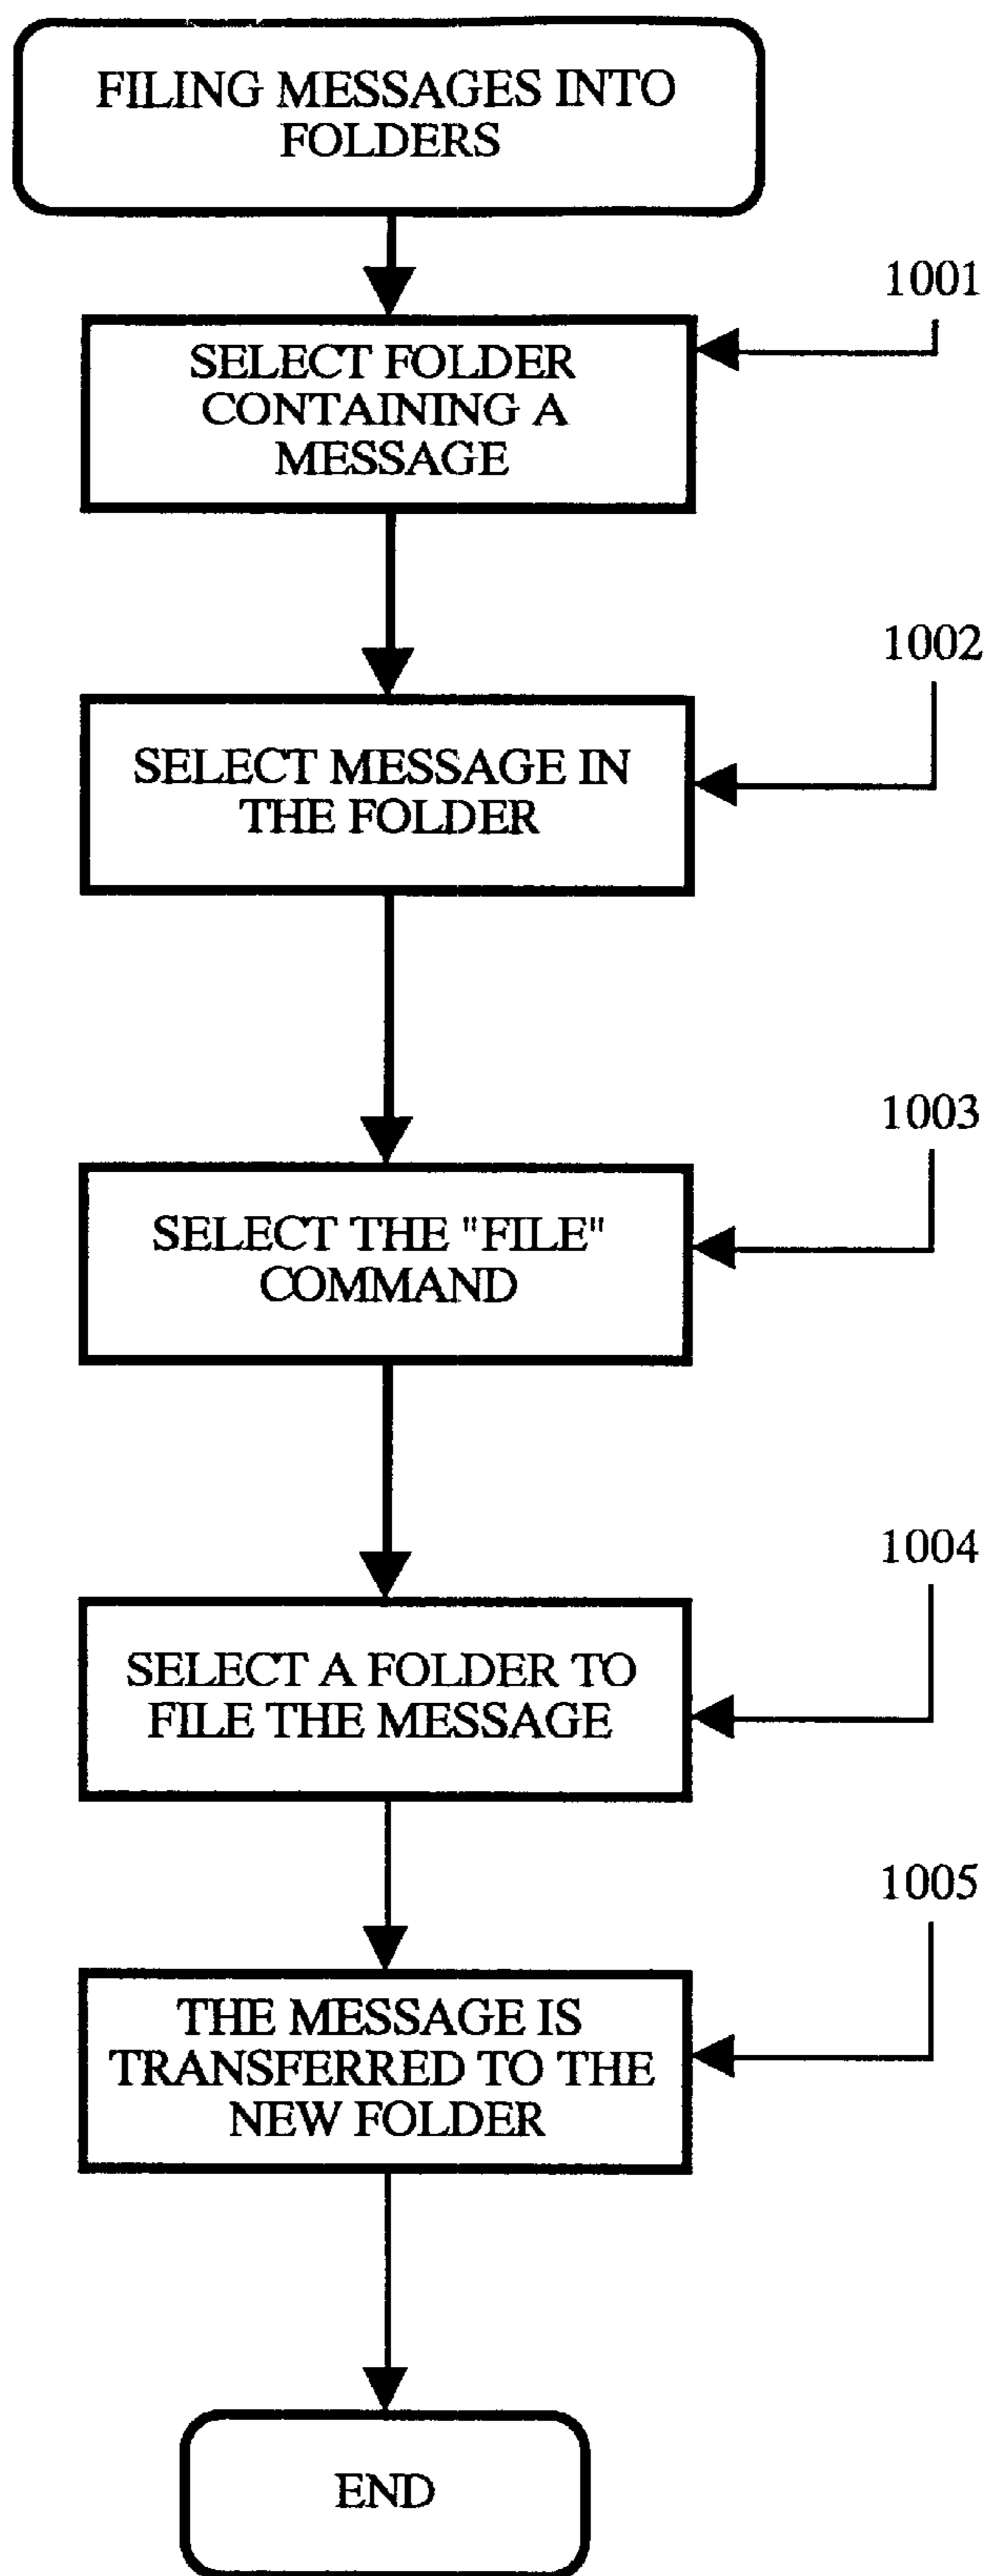 FILING MESSAGES INTO
FOLDERS
1001
SELECT FOLDER
CONTAINING A
MESSAGE
1002
SELECT MESSAGE IN
THE FOLDER
1003
SELECT THE "FILE"
COMMAND
1004
SELECT A FOLDER TO
FILE THE MESSAGE
1005
THE MESSAGE IS
TRANSFERRED TO THE
NEW FOLDER
END